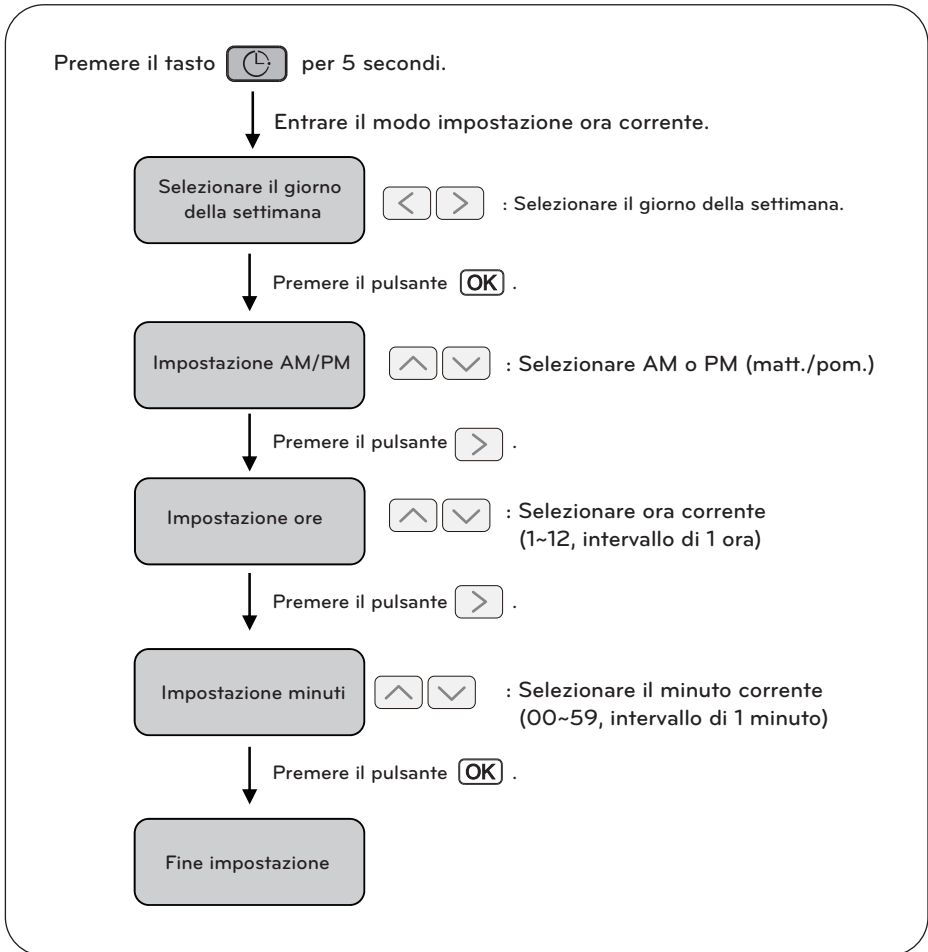 Premere il tasto per 5 secondi.
Entrare il modo impostazione ora corrente.
Selezionare il giorno
della settimana
: Selezionare il giorno della settimana.
Premere il pulsante OK .
Impostazione AM/PM
: Selezionare AM o PM (matt./pom.)
Premere il pulsante > .
Impostazione ore
: Selezionare ora corrente
(1~12, intervallo di 1 ora)
Premere il pulsante > .
Impostazione minuti
: Selezionare il minuto corrente
(00~59, intervallo di 1 minuto)
Premere il pulsante OK .
Fine impostazione